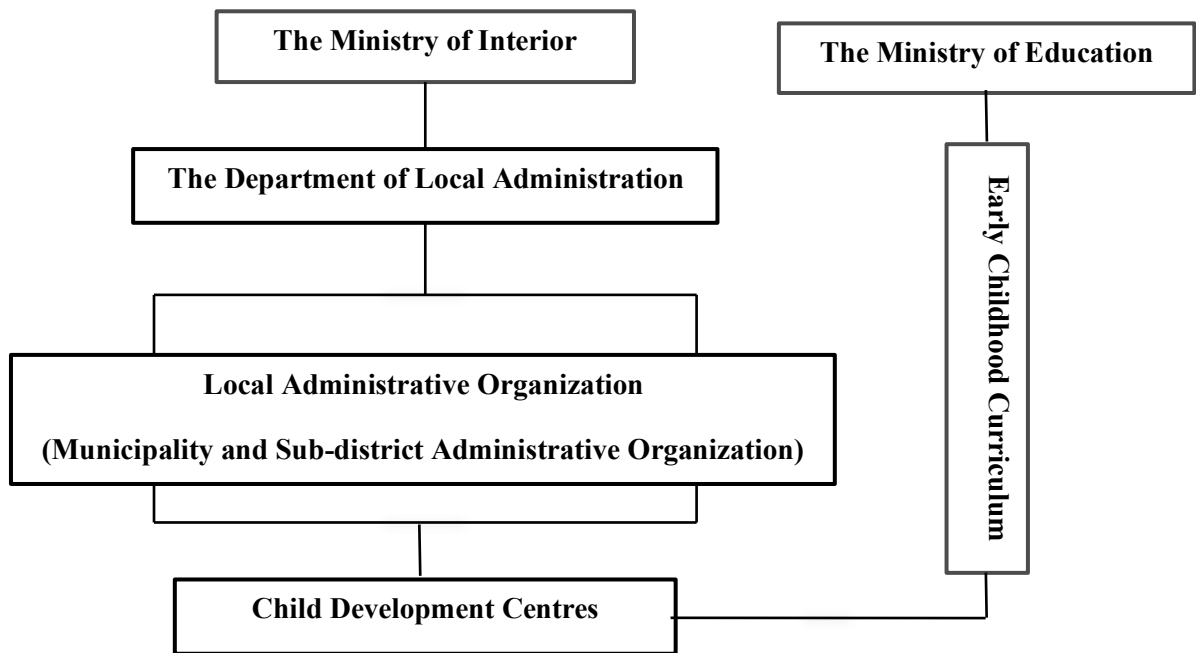 The Ministry of Interior
The Ministry of Education
The Department of Local Administration
Early Childhood Curriculum
Local Administrative Organization
(Municipality and Sub-district Administrative Organization)
Child Development Centres